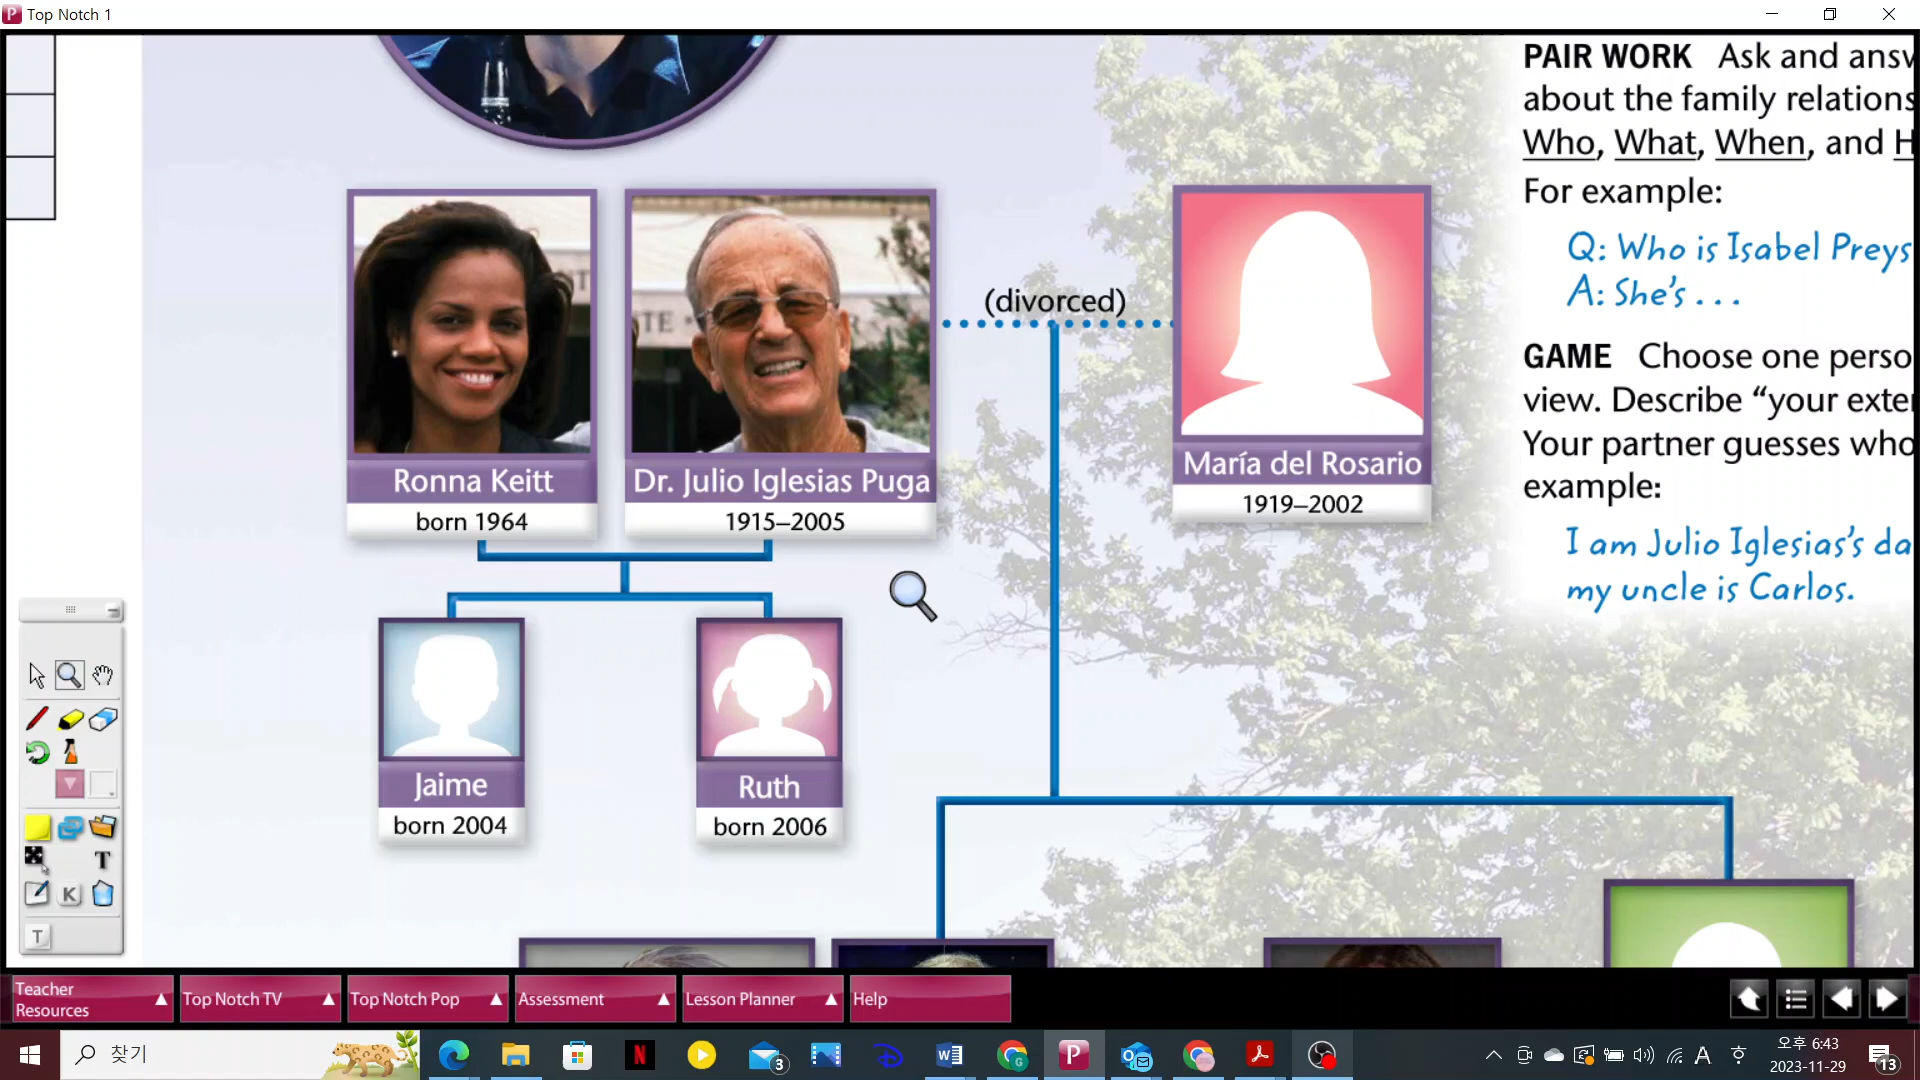 Top Notch 1
PAIR WORK Ask and answ
about the family relations
Who, What, When, and H
For example:
Q: Who is Isabel Preys
A: She's . . .
GAME Choose one perso
view. Describe “your exter
Your partner guesses who
example:
I am Julio Iglesias's da
my uncle is Carlos.
(divorced)
Ronna Keitt
born 1964
Dr. Julio Iglesias Puga
1915–2005
María del Rosario
1919–2002
Jaime
born 2004
Ruth
born 2006
T
K
T
Teacher
Resources
Top Notch TV
Top Notch Pop
Assessment
Lesson Planner
Help
찾기
3
오후 6:43
2023-11-29
13